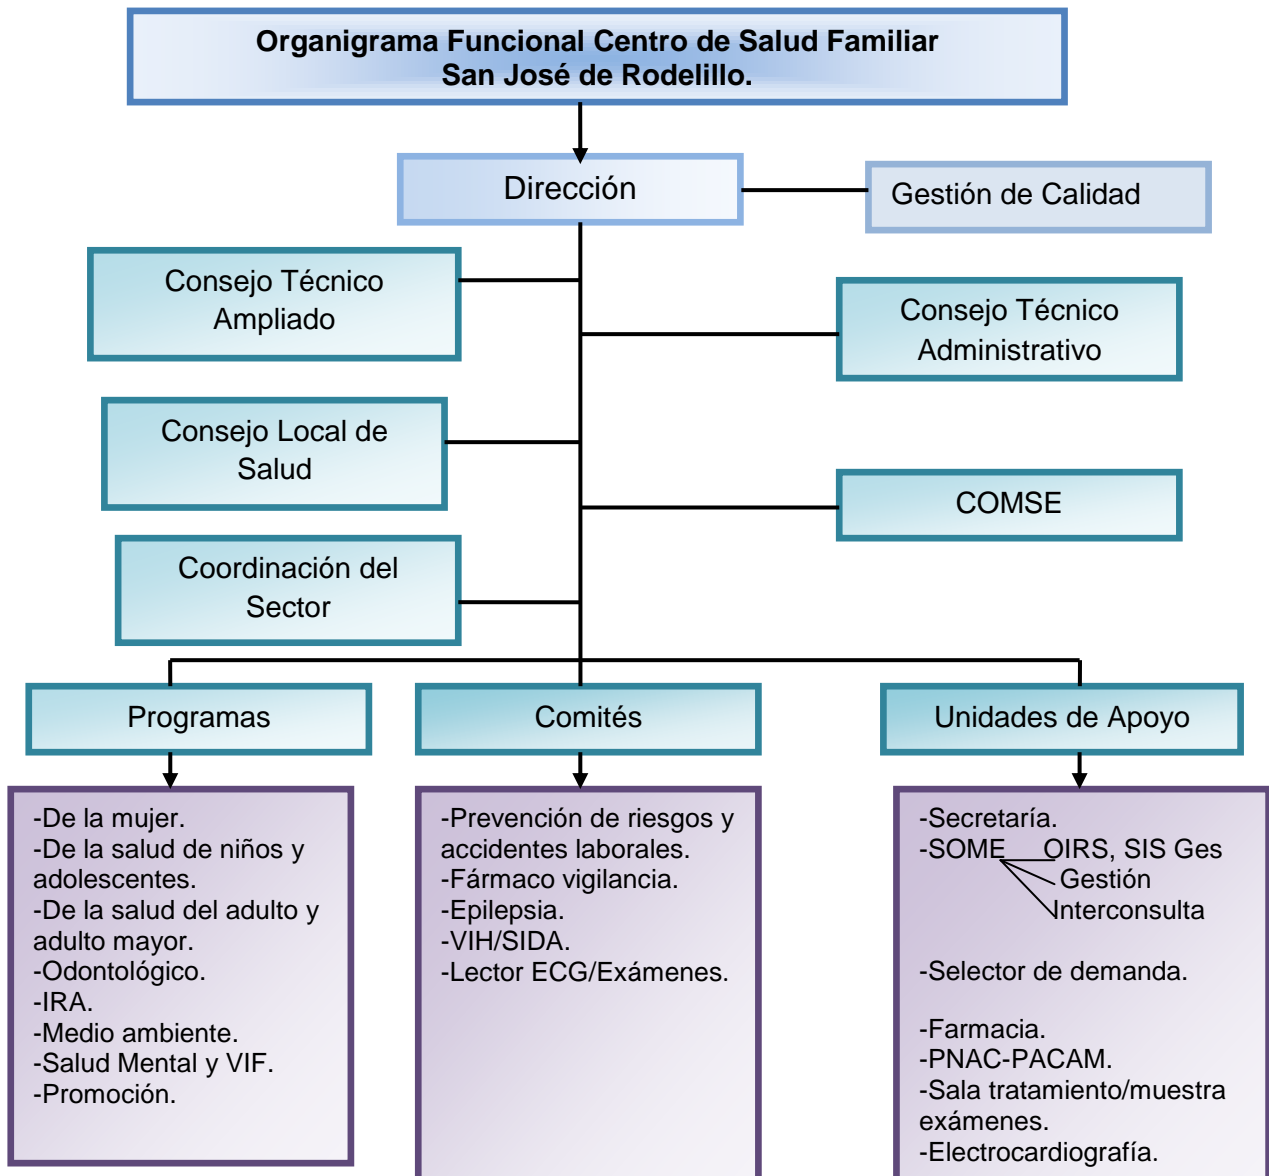 Organigrama Funcional Centro de Salud Familiar
San José de Rodelillo.
Dirección
Gestión de Calidad
Consejo Técnico
Ampliado
Consejo Técnico
Administrativo
Consejo Local de
Salud
COMSE
Coordinación del
Sector
Programas
Comités
Unidades de Apoyo
-De la mujer.
-De la salud de niños y
adolescentes.
-De la salud del adulto y
adulto mayor.
-Odontológico.
-IRA.
-Medio ambiente.
-Salud Mental y VIF.
-Promoción.
-Prevención de riesgos y
accidentes laborales.
-Fármaco vigilancia.
-Epilepsia.
-VIH/SIDA.
-Lector ECG/Exámenes.
-Secretaría.
-SOME OIRS, SIS Ges
Gestión
Interconsulta
-Selector de demanda.
-Farmacia.
-PNAC-PACAM.
-Sala tratamiento/muestra
exámenes.
-Electrocardiografía.